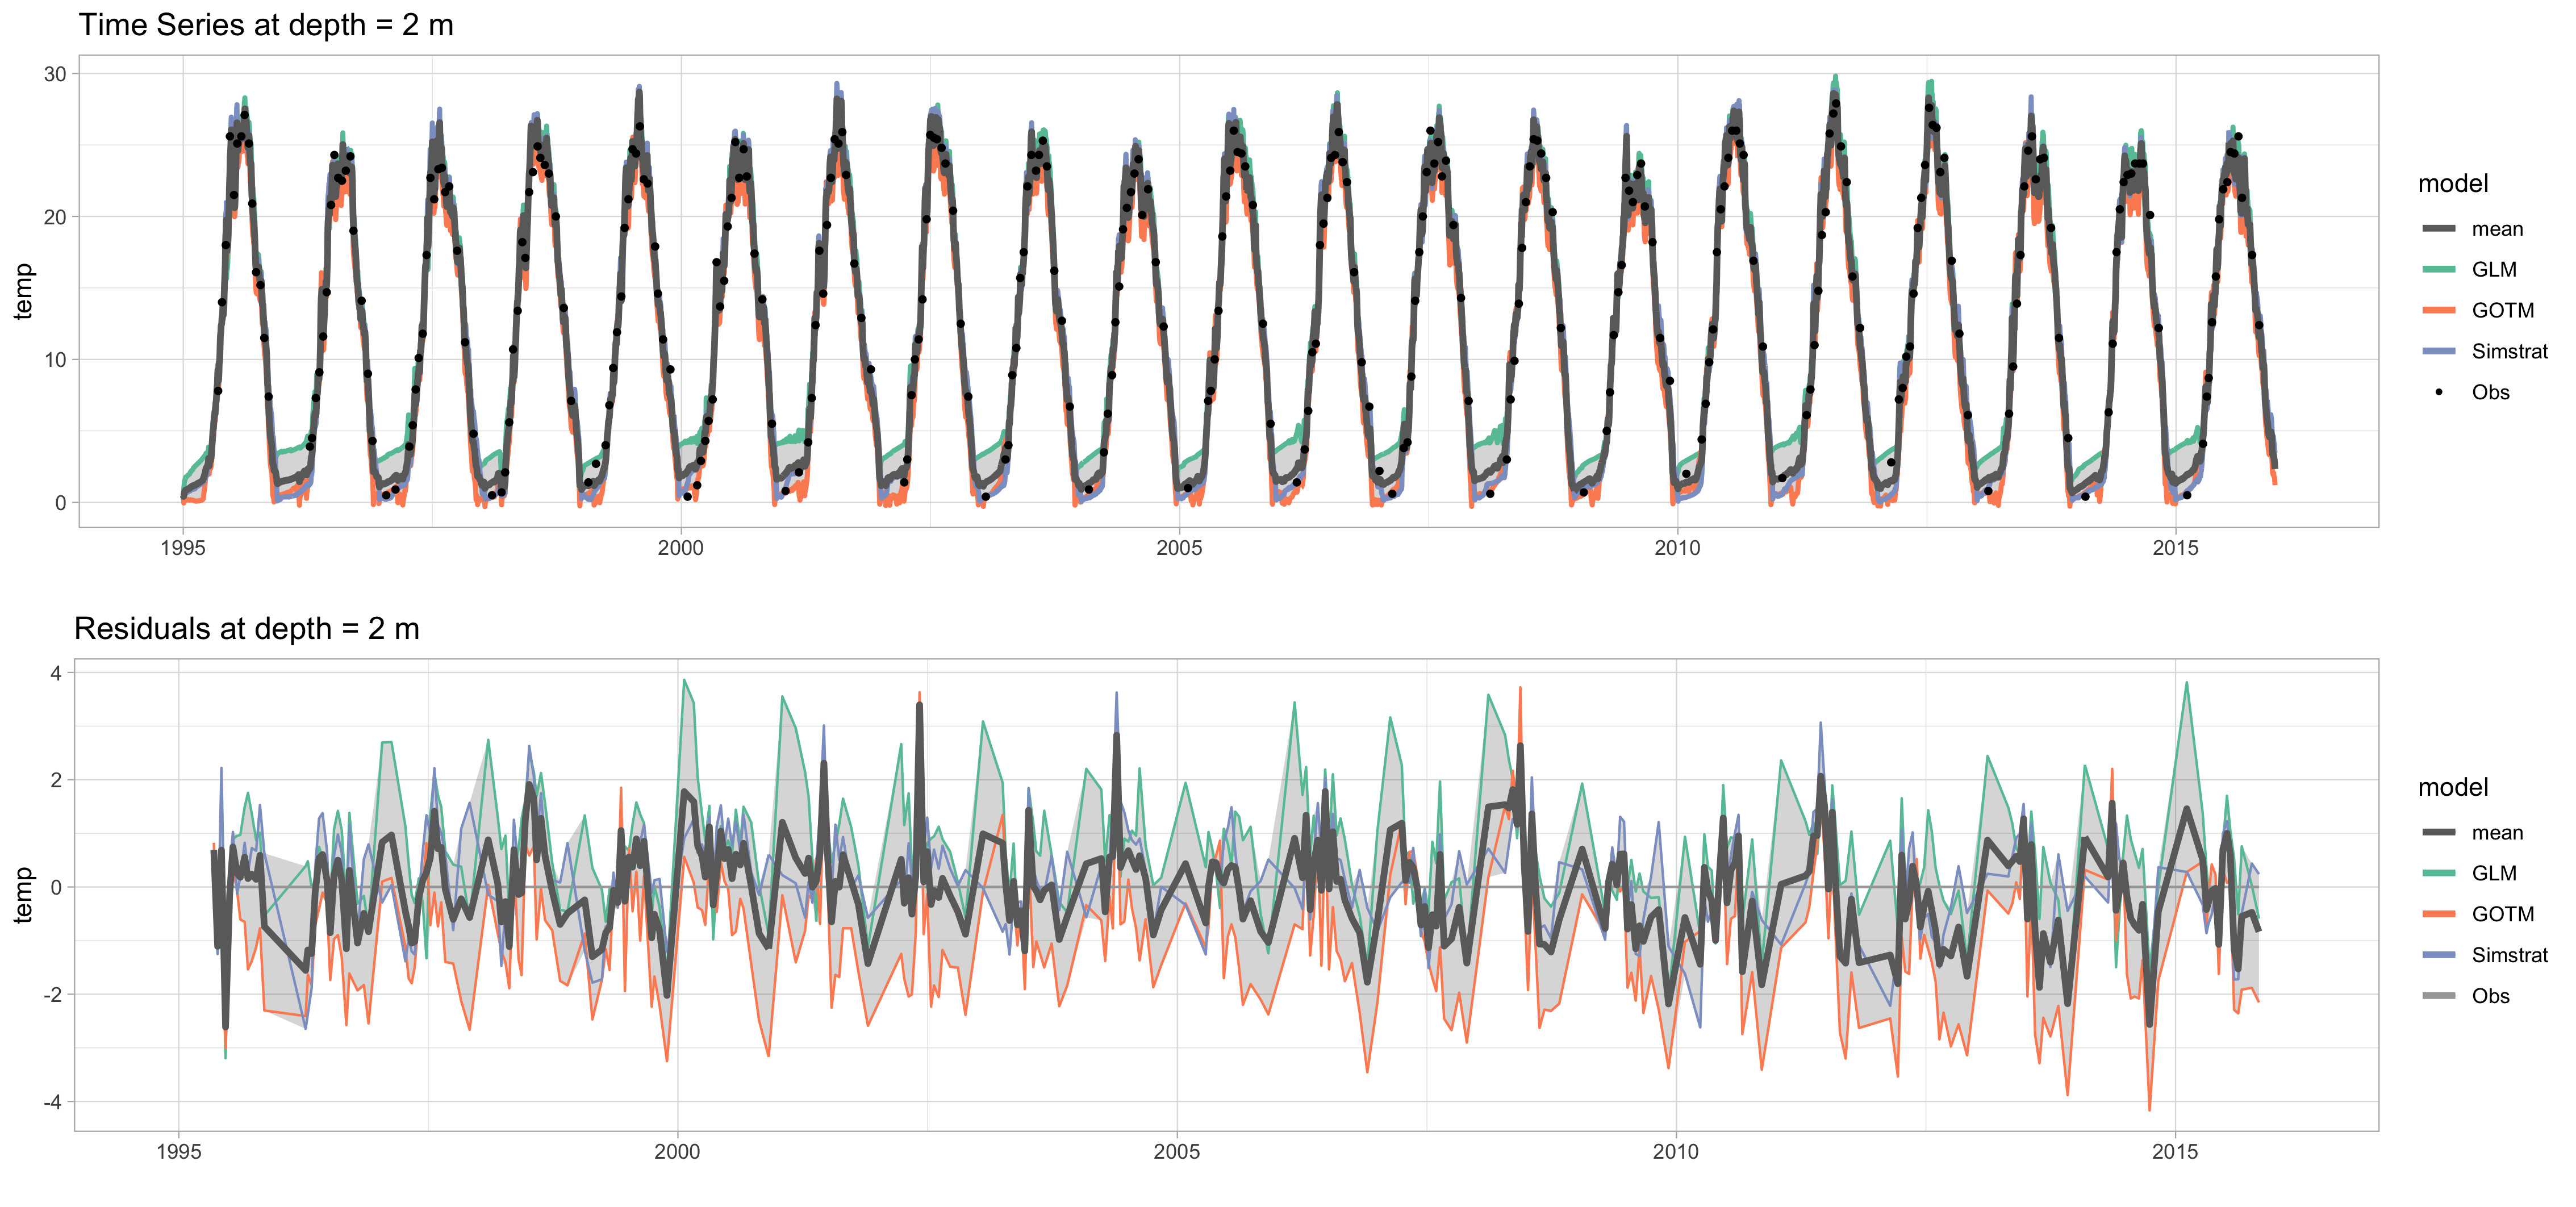 Time Series at depth = 2 m
30
20
10
0
temp
1995
2000
2005
2010
2015
model
mean
GLM
GOTM
Simstrat
Obs
Residuals at depth = 2 m
4
2
0
-2
-4
temp
1995
2000
2005
2010
2015
model
mean
GLM
GOTM
Simstrat
Obs